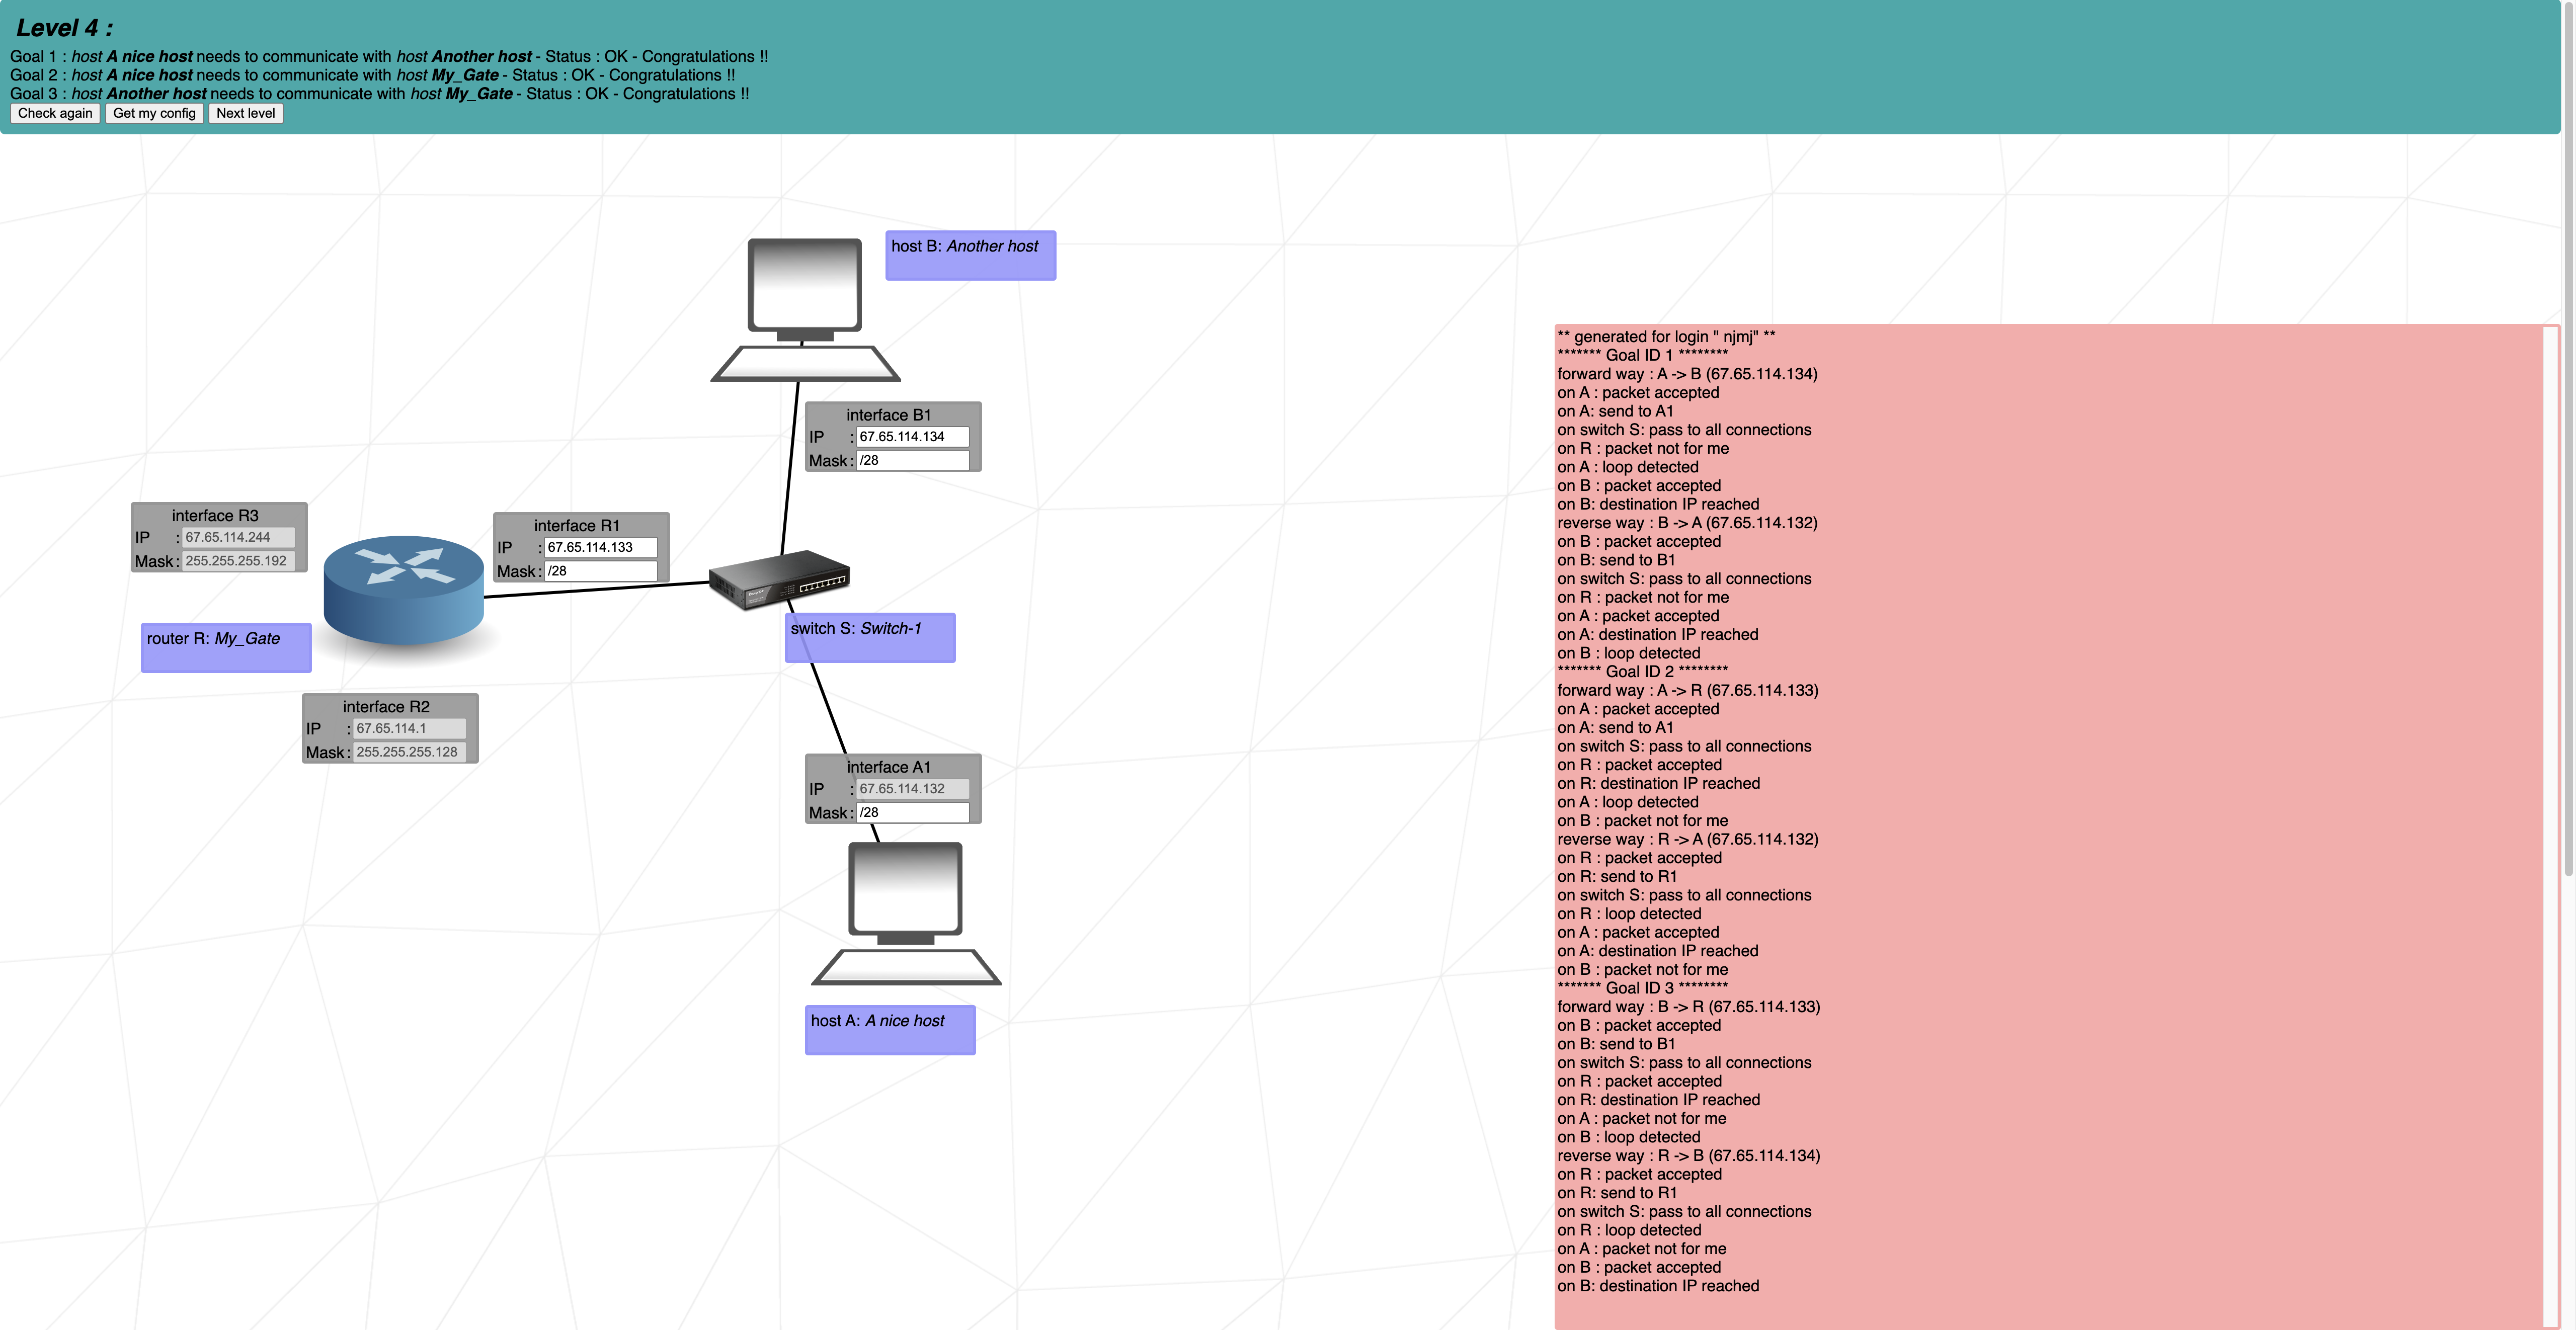 Level 4 :
Goal 1 : host A nice host needs to communicate with host Another host - Status : OK - Congratulations !!
Goal 2 : host A nice host needs to communicate with host My_Gate - Status : OK - Congratulations !!
Goal 3 : host Another host needs to communicate with host My_Gate - Status : OK - Congratulations !!
Check again Get my config Next level
host B: Another host
interface B1
IP : 67.65.114.134
Mask : /28
interface R3
IP : 67.65.114.244
Mask : 255.255.255.192
interface R1
IP : 67.65.114.133
Mask : /28
router R: My_Gate
switch S: Switch-1
interface R2
IP : 67.65.114.1
Mask : 255.255.255.128
interface A1
IP : 67.65.114.132
Mask : /28
host A: A nice host
** generated for login " njmj" **
******* Goal ID 1 ********
forward way : A -> B (67.65.114.134)
on A : packet accepted
on A: send to A1
on switch S: pass to all connections
on R : packet not for me
on A : loop detected
on B : packet accepted
on B: destination IP reached
reverse way : B -> A (67.65.114.132)
on B : packet accepted
on B: send to B1
on switch S: pass to all connections
on R : packet not for me
on A : packet accepted
on A: destination IP reached
on B : loop detected
******* Goal ID 2 ********
forward way : A -> R (67.65.114.133)
on A : packet accepted
on A: send to A1
on switch S: pass to all connections
on R : packet accepted
on R: destination IP reached
on A : loop detected
on B : packet not for me
reverse way : R -> A (67.65.114.132)
on R : packet accepted
on R: send to R1
on switch S: pass to all connections
on R : loop detected
on A : packet accepted
on A: destination IP reached
on B : packet not for me
******* Goal ID 3 ********
forward way : B -> R (67.65.114.133)
on B : packet accepted
on B: send to B1
on switch S: pass to all connections
on R : packet accepted
on R: destination IP reached
on A : packet not for me
on B : loop detected
reverse way : R -> B (67.65.114.134)
on R : packet accepted
on R: send to R1
on switch S: pass to all connections
on R : loop detected
on A : packet not for me
on B : packet accepted
on B: destination IP reached